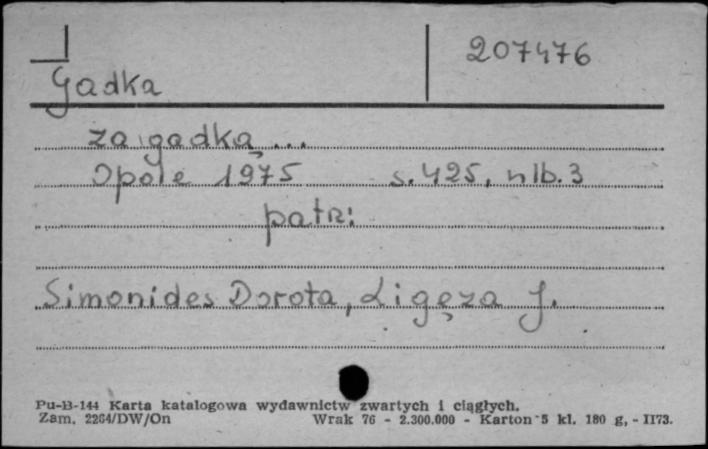 207476
Gadka
za gadką ...
Opole 1975 s. 425, nlb. 3
patrz:
Simonides Dorota, Ligęza J.
Pu-B-144 Karta katalogowa wydawnictw zwartych i ciągłych.
Zam. 2264/DW/On Wrak 76 - 2.300.000 - Karton 5 kl. 180 g, - II73.